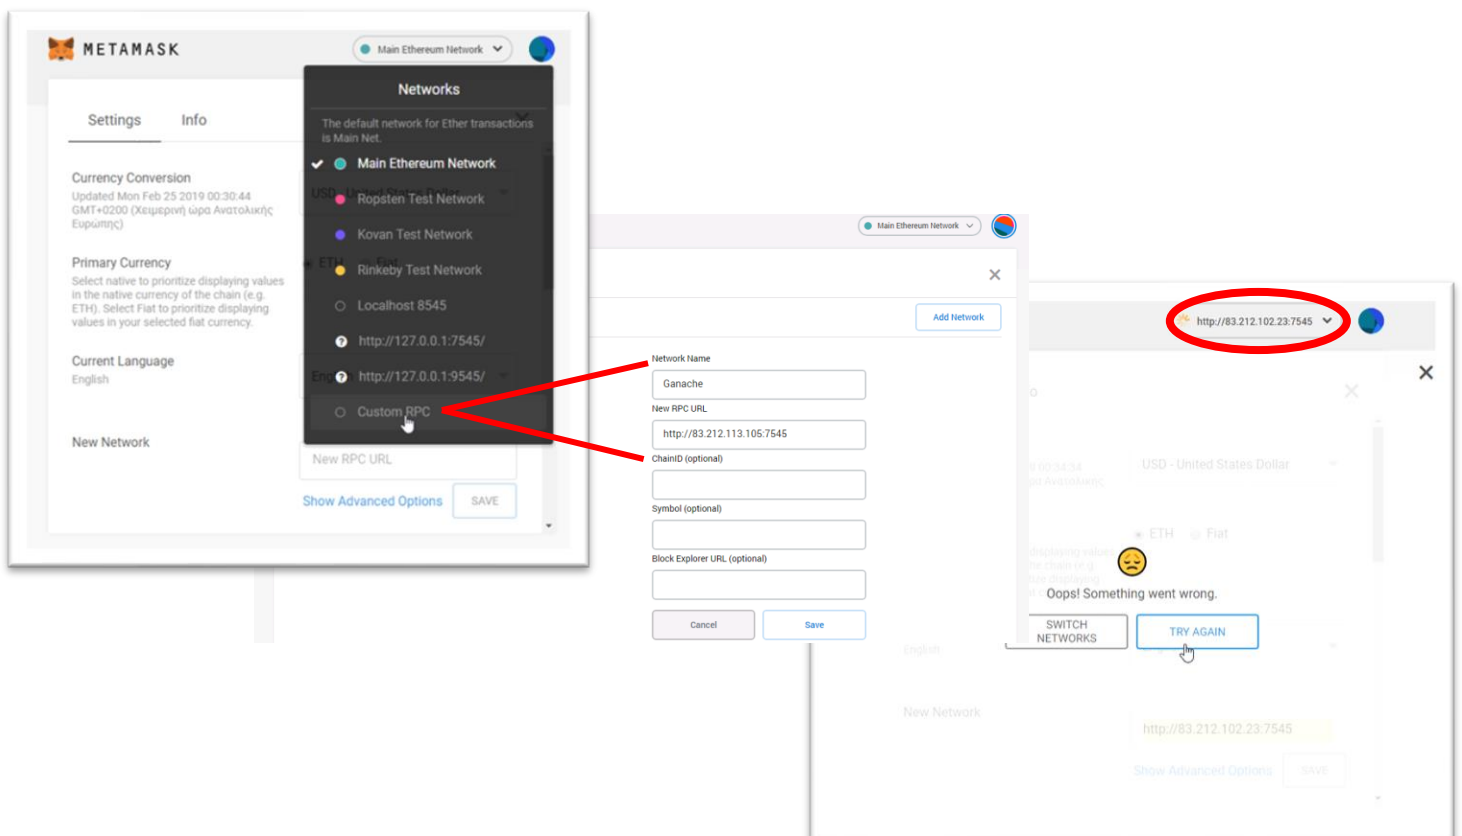 METAMASK
Main Ethereum Network
Networks
The default network for Ether transactions
is Main Net.
Main Ethereum Network
Ropsten Test Network
Kovan Test Network
Rinkeby Test Network
Localhost 8545
http://127.0.0.1:7545/
http://127.0.0.1:9545/
Custom RPC
Settings
Info
Currency Conversion
Updated Mon Feb 25 2019 00:30:44
GMT+0200 (Χειμερινή ώρα Ανατολικής
Ευρώπης)
USD - United States Dollar
Primary Currency
Select native to prioritize displaying values
in the native currency of the chain (e.g.
ETH). Select Fiat to prioritize displaying
values in your selected fiat currency.
ETH
Fiat
Current Language
English
English
New Network
New RPC URL
Show Advanced Options
SAVE
Main Ethereum Network
Add Network
Network Name
Ganache
New RPC URL
http://83.212.113.105:7545
ChainID (optional)
Symbol (optional)
Block Explorer URL (optional)
Cancel
Save
http://83.212.102.23:7545
USD - United States Dollar
ETH
Fiat
Oops! Something went wrong.
SWITCH
NETWORKS
TRY AGAIN
English
New Network
http://83.212.102.23:7545
Show Advanced Options
SAVE